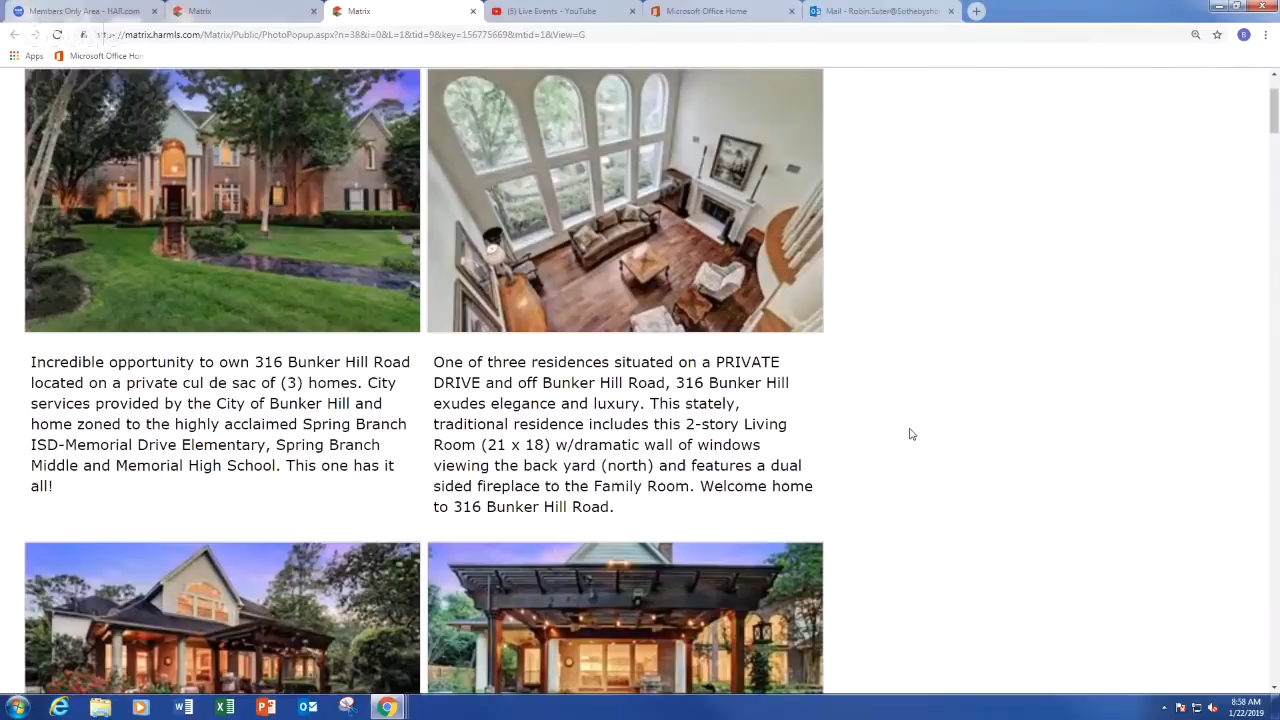 Members Only Area - HAR.com
Matrix
Matrix
(5) Live Events - YouTube
Microsoft Office Home
Mail - Robin.Suter@Sothebysh
https://matrix.harmls.com/Matrix/Public/PhotoPopup.aspx?n=38&i=0&L=1&tid=9&key=156775669&mtid=1&View=G
B
Apps
Microsoft Office Hom
Incredible opportunity to own 316 Bunker Hill Road
located on a private cul de sac of (3) homes. City
services provided by the City of Bunker Hill and
home zoned to the highly acclaimed Spring Branch
ISD-Memorial Drive Elementary, Spring Branch
Middle and Memorial High School. This one has it
all!
One of three residences situated on a PRIVATE
DRIVE and off Bunker Hill Road, 316 Bunker Hill
exudes elegance and luxury. This stately,
traditional residence includes this 2-story Living
Room (21 x 18) w/dramatic wall of windows
viewing the back yard (north) and features a dual
sided fireplace to the Family Room. Welcome home
to 316 Bunker Hill Road.
8:58 AM
1/22/2019